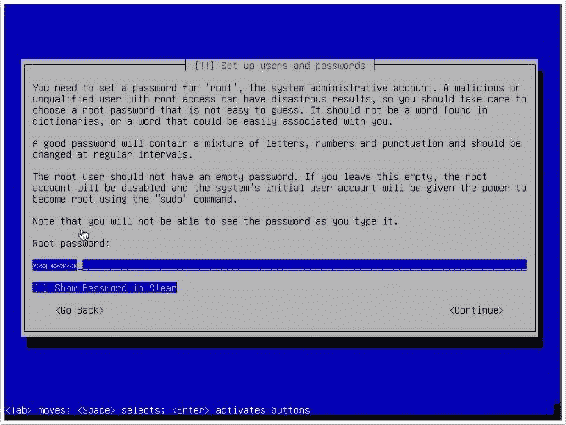 [!!] Set up users and passwords
You need to set a password for 'root', the system administrative account. A malicious or
unqualified user with root access can have disastrous results, so you should take care to
choose a root password that is not easy to guess. It should not be a word found in
dictionaries, or a word that could be easily associated with you.
A good password will contain a mixture of letters, numbers and punctuation and should be
changed at regular intervals.
The root user should not have an empty password. If you leave this empty, the root
account will be disabled and the system's initial user account will be given the power to
become root using the "sudo" command.
Note that you will not be able to see the password as you type it.
Root password:
[ ] Show Password in Clear
<Go Back> <Continue>
<Tab> moves; <Space> selects; <Enter> activates buttons